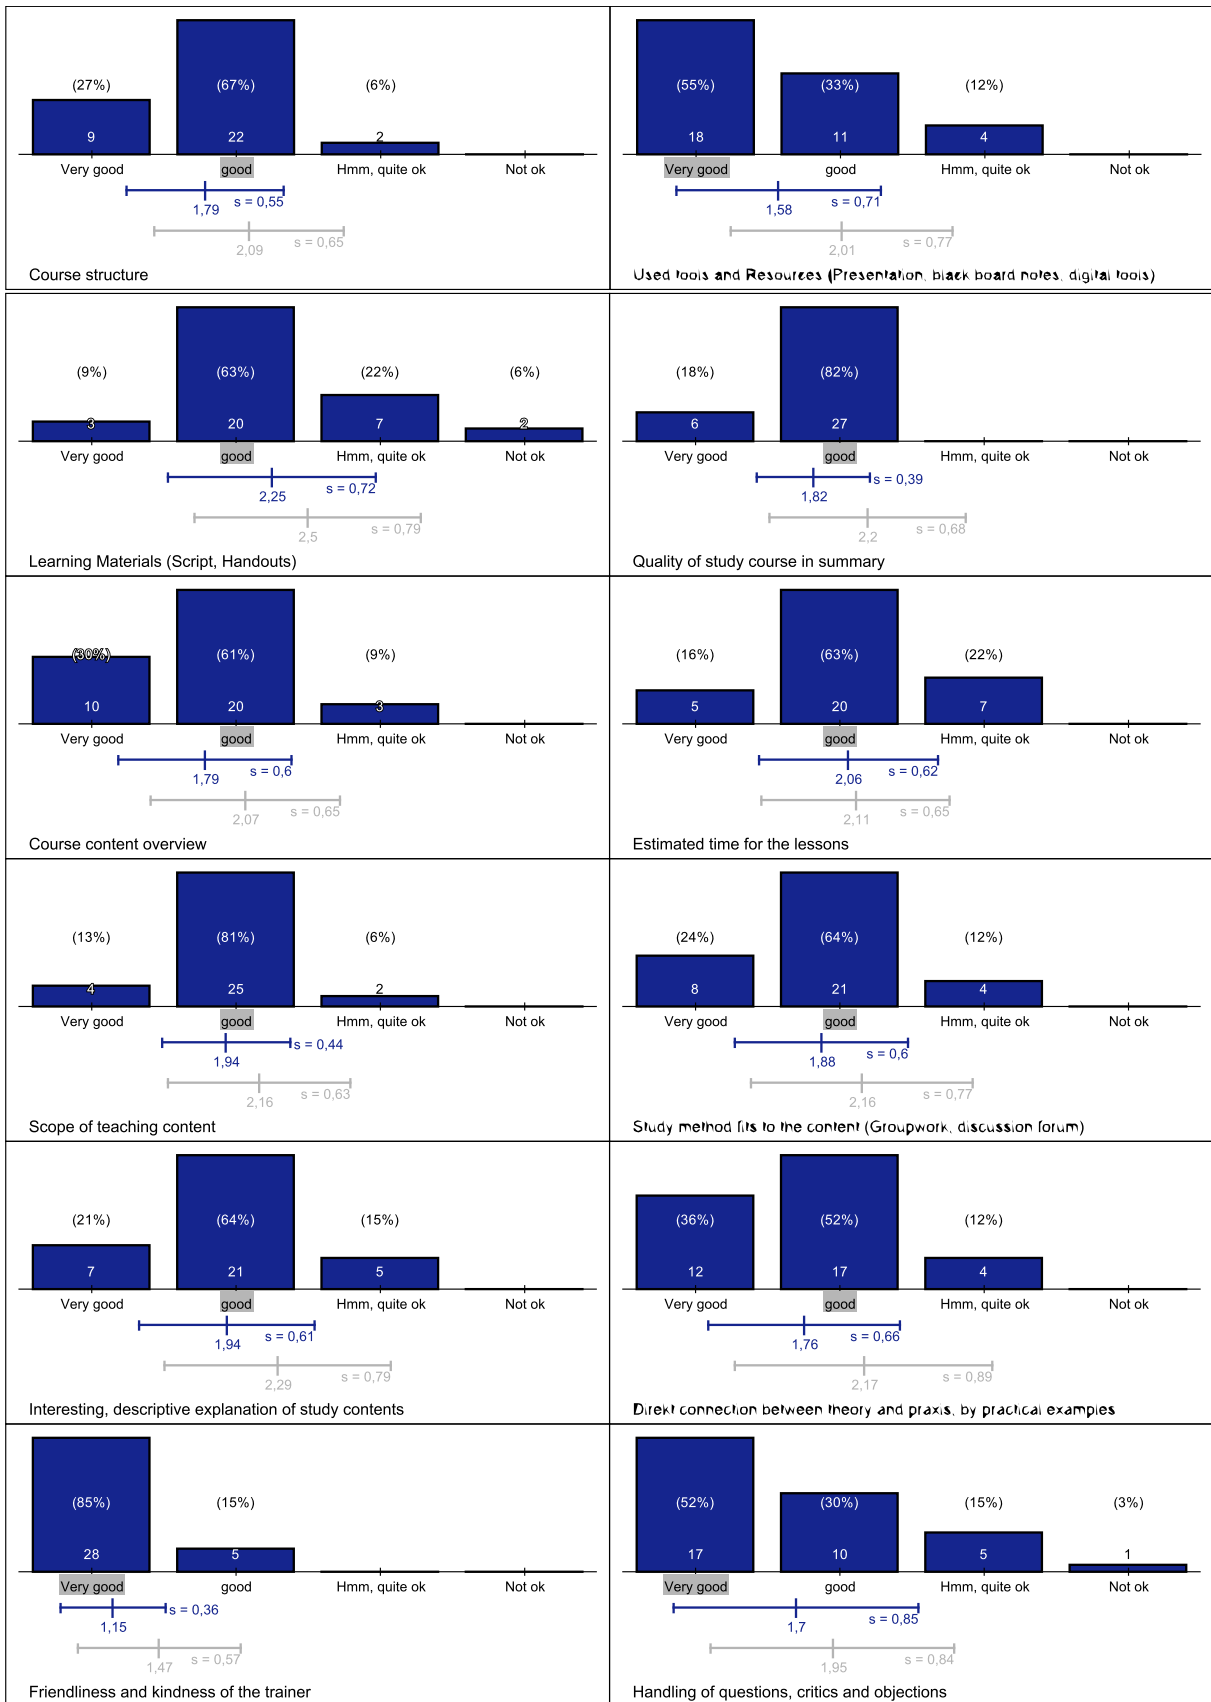 (27%) (67%) (6%)
9 22 2
Very good good Hmm, quite ok Not ok
s = 0,55
1,79
s = 0,65
2,09
Course structure
(55%) (33%) (12%)
18 11 4
Very good good Hmm, quite ok Not ok
s = 0,71
1,58
s = 0,77
2,01
Used tools and Resources (Presentation, black board notes, digital tools)
(9%) (63%) (22%) (6%)
3 20 7 2
Very good good Hmm, quite ok Not ok
s = 0,72
2,25
s = 0,79
2,5
Learning Materials (Script, Handouts)
(18%) (82%)
6 27
Very good good Hmm, quite ok Not ok
s = 0,39
1,82
s = 0,68
2,2
Quality of study course in summary
(30%) (61%) (9%)
10 20 3
Very good good Hmm, quite ok Not ok
s = 0,6
1,79
s = 0,65
2,07
Course content overview
(16%) (63%) (22%)
5 20 7
Very good good Hmm, quite ok Not ok
s = 0,62
2,06
s = 0,65
2,11
Estimated time for the lessons
(13%) (81%) (6%)
4 25 2
Very good good Hmm, quite ok Not ok
s = 0,44
1,94
s = 0,63
2,16
Scope of teaching content
(24%) (64%) (12%)
8 21 4
Very good good Hmm, quite ok Not ok
s = 0,6
1,88
s = 0,77
2,16
Study method fits to the content (Groupwork, discussion forum)
(21%) (64%) (15%)
7 21 5
Very good good Hmm, quite ok Not ok
s = 0,61
1,94
s = 0,79
2,29
Interesting, descriptive explanation of study contents
(36%) (52%) (12%)
12 17 4
Very good good Hmm, quite ok Not ok
s = 0,66
1,76
s = 0,89
2,17
Direkt connection between theory and praxis, by practical examples
(85%) (15%)
28 5
Very good good Hmm, quite ok Not ok
s = 0,36
1,15
s = 0,57
1,47
Friendliness and kindness of the trainer
(52%) (30%) (15%) (3%)
17 10 5 1
Very good good Hmm, quite ok Not ok
s = 0,85
1,7
s = 0,84
1,95
Handling of questions, critics and objections